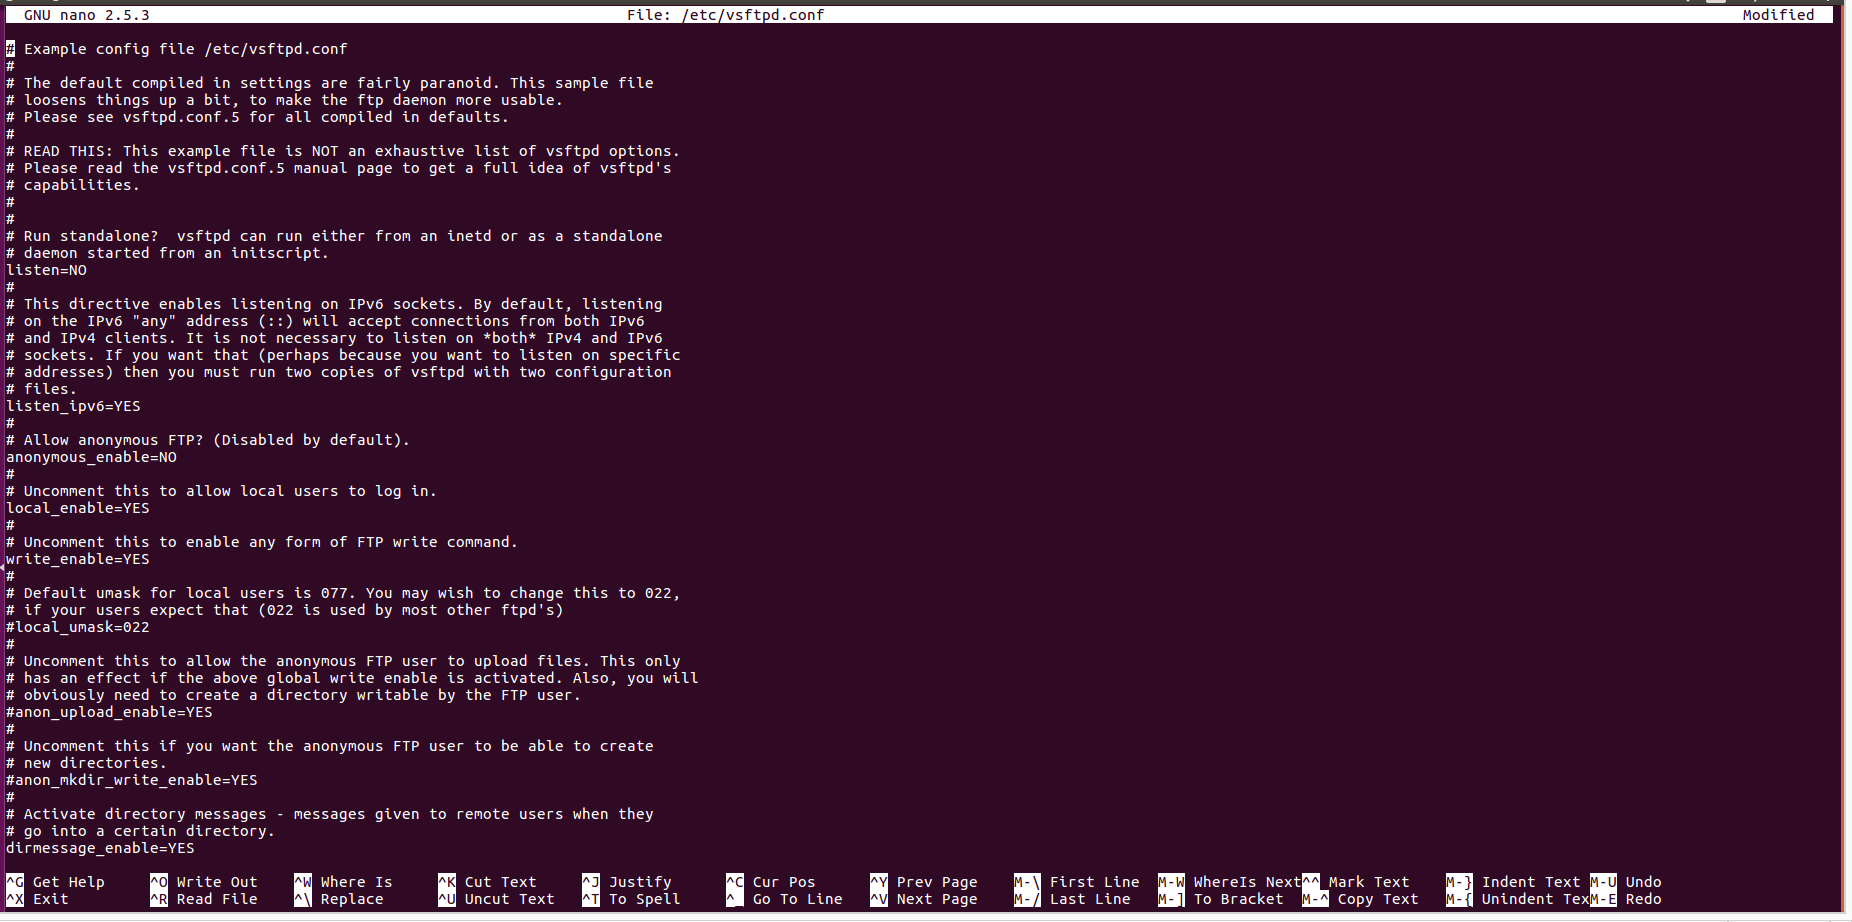 GNU nano 2.5.3 File: /etc/vsftpd.conf Modified
# Example config file /etc/vsftpd.conf
#
# The default compiled in settings are fairly paranoid. This sample file
# loosens things up a bit, to make the ftp daemon more usable.
# Please see vsftpd.conf.5 for all compiled in defaults.
#
# READ THIS: This example file is NOT an exhaustive list of vsftpd options.
# Please read the vsftpd.conf.5 manual page to get a full idea of vsftpd's
# capabilities.
#
#
# Run standalone?  vsftpd can run either from an inetd or as a standalone
# daemon started from an initscript.
listen=NO
#
# This directive enables listening on IPv6 sockets. By default, listening
# on the IPv6 "any" address (::) will accept connections from both IPv6
# and IPv4 clients. It is not necessary to listen on *both* IPv4 and IPv6
# sockets. If you want that (perhaps because you want to listen on specific
# addresses) then you must run two copies of vsftpd with two configuration
# files.
listen_ipv6=YES
#
# Allow anonymous FTP? (Disabled by default).
anonymous_enable=NO
#
# Uncomment this to allow local users to log in.
local_enable=YES
#
# Uncomment this to enable any form of FTP write command.
write_enable=YES
#
# Default umask for local users is 077. You may wish to change this to 022,
# if your users expect that (022 is used by most other ftpd's)
#local_umask=022
#
# Uncomment this to allow the anonymous FTP user to upload files. This only
# has an effect if the above global write enable is activated. Also, you will
# obviously need to create a directory writable by the FTP user.
#anon_upload_enable=YES
#
# Uncomment this if you want the anonymous FTP user to be able to create
# new directories.
#anon_mkdir_write_enable=YES
#
# Activate directory messages - messages given to remote users when they
# go into a certain directory.
dirmessage_enable=YES
^G Get Help ^O Write Out ^W Where Is ^K Cut Text ^J Justify ^C Cur Pos ^Y Prev Page M-\ First Line M-W WhereIs Next ^^ Mark Text M-} Indent Text M-U Undo
^X Exit ^R Read File ^\ Replace ^U Uncut Text ^T To Spell ^_ Go To Line ^V Next Page M-/ Last Line M-] To Bracket M-^ Copy Text M-{ Unindent Tex M-E Redo